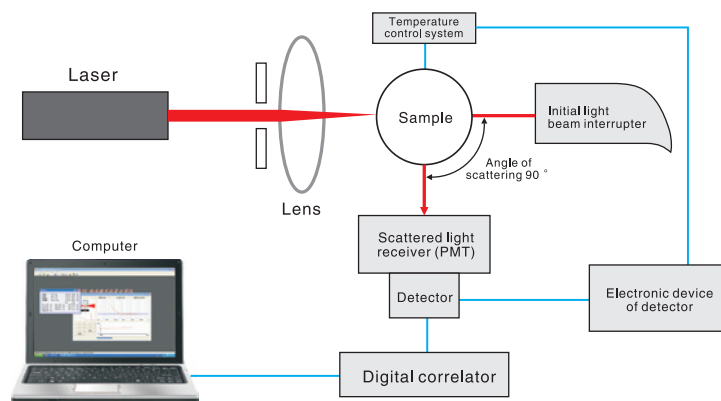 Temperature
control system
Laser
Sample
Initial light
beam interrupter
Angle of
scattering 90 °
Lens
Scattered light
receiver (PMT)
Computer
Detector
Electronic device
of detector
Digital correlator